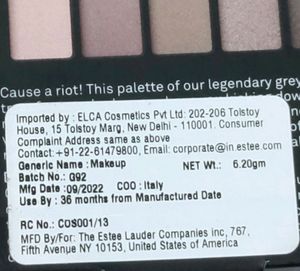 Cause a riot! This palette of our legendary grey
Imported by : ELCA Cosmetics Pvt Ltd: 202-206 Tolstoy
House, 15 Tolstoy Marg, New Delhi - 110001. Consumer
Complaint Address same as above
Contact:+91-22-61479800, Email: corporate@in.estee.com
Generic Name : Makeup Net Wt.: 6.20gm
Batch No.: G92
Mfg Date :09/2022 COO : Italy
Use By : 36 months from Manufactured Date
RC No.: COS001/13
MFD By/For: The Estee Lauder Companies inc, 767,
Fifth Avenue NY 10153, United States of America